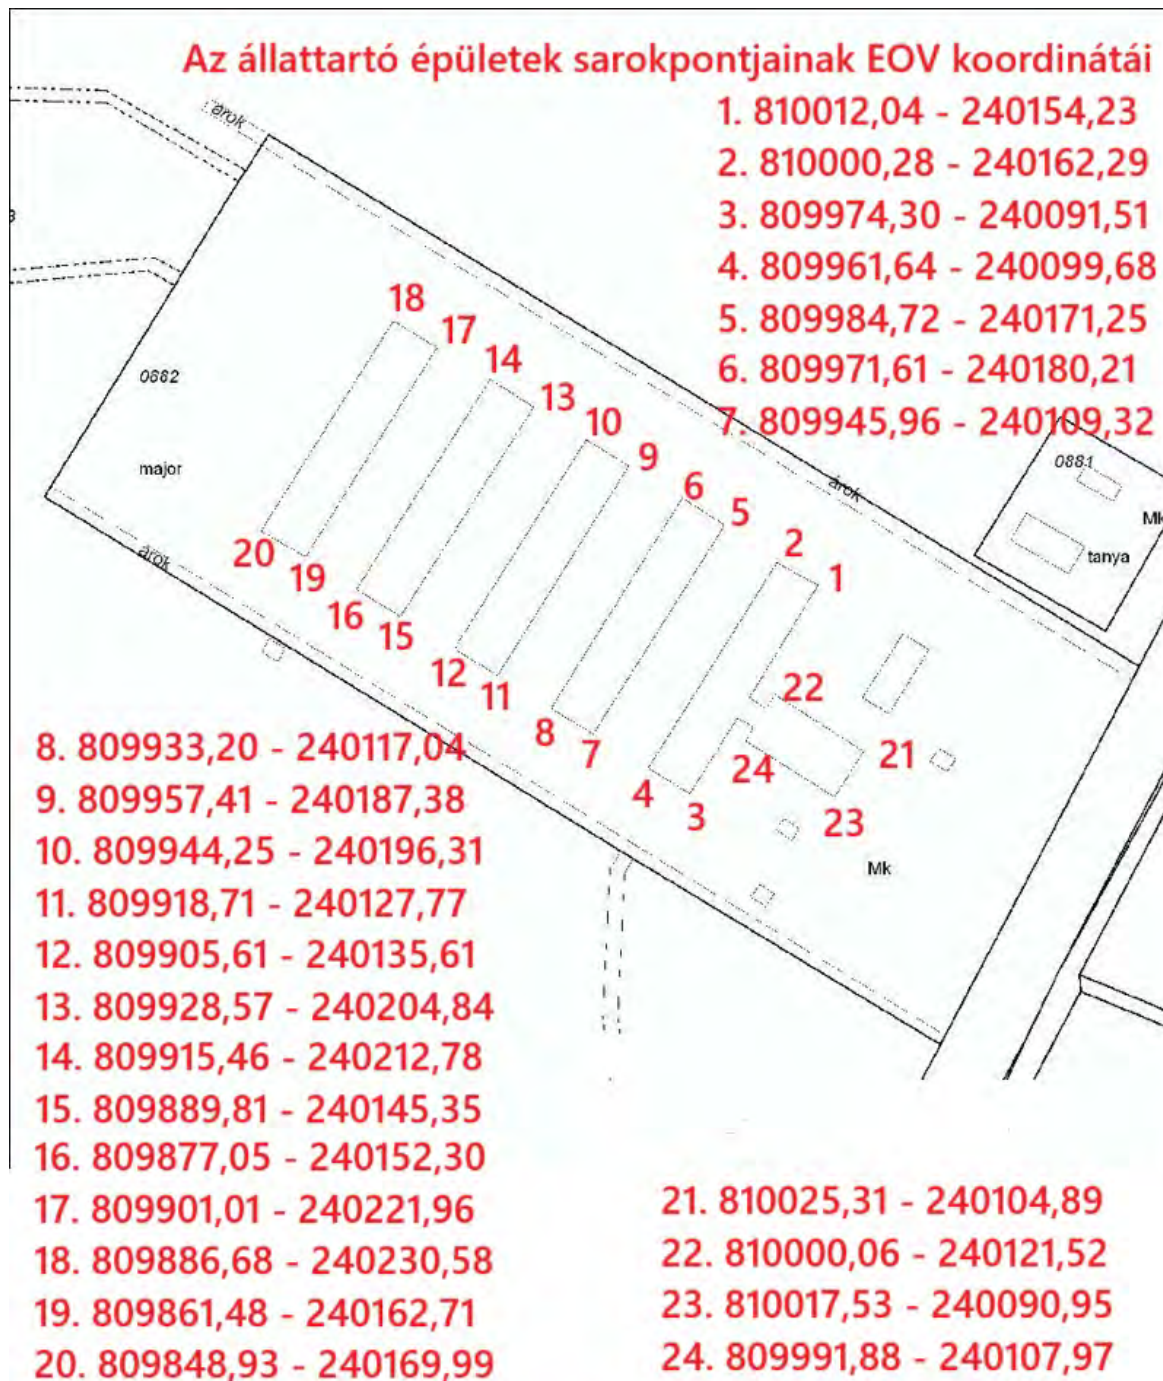 Az állattartó épületek sarokpontjainak EOV koordinátái
1. 810012,04 - 240154,23
2. 810000,28 - 240162,29
3. 809974,30 - 240091,51
4. 809961,64 - 240099,68
5. 809984,72 - 240171,25
6. 809971,61 - 240180,21
7. 809945,96 - 240109,32
árok
18
17
14
13
10
9
6
5
2
1
0662
major
árok
0881
Mk
tanya
árok
20
19
16
15
12
11
8
7
4
3
22
21
24
23
Mk
8. 809933,20 - 240117,04
9. 809957,41 - 240187,38
10. 809944,25 - 240196,31
11. 809918,71 - 240127,77
12. 809905,61 - 240135,61
13. 809928,57 - 240204,84
14. 809915,46 - 240212,78
15. 809889,81 - 240145,35
16. 809877,05 - 240152,30
17. 809901,01 - 240221,96
18. 809886,68 - 240230,58
19. 809861,48 - 240162,71
20. 809848,93 - 240169,99
21. 810025,31 - 240104,89
22. 810000,06 - 240121,52
23. 810017,53 - 240090,95
24. 809991,88 - 240107,97